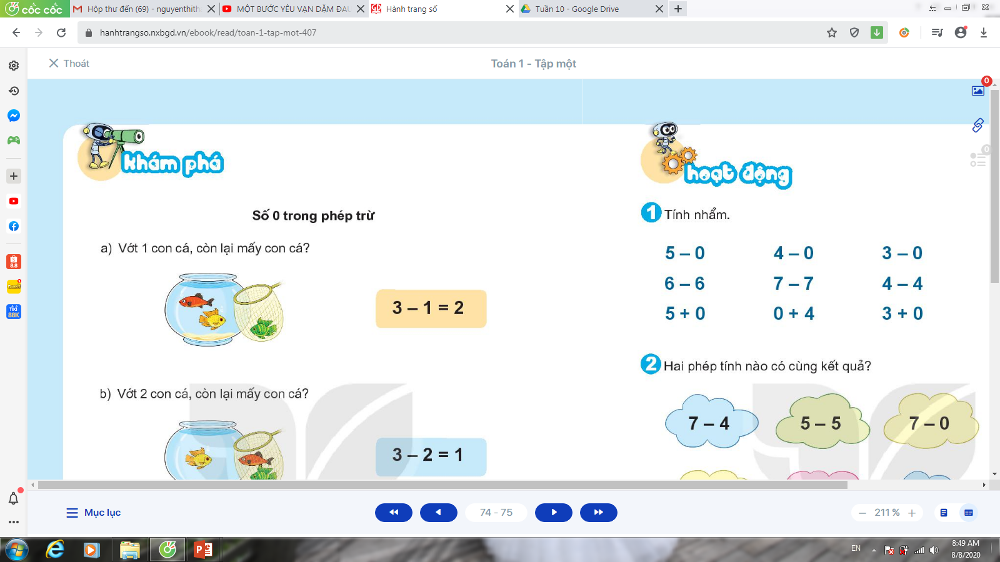 cốc cốc
Hộp thư đến (69) - nguyenthith
MỘT BƯỚC YÊU VẠN DẶM ĐAU
Hành trang số
Tuần 10 - Google Drive
hanhtrangso.nxbgd.vn/ebook/read/toan-1-tap-mot-407
Thoát
Toán 1 - Tập một
0
0
khám phá
Số 0 trong phép trừ
a) Vớt 1 con cá, còn lại mấy con cá?
3 – 1 = 2
b) Vớt 2 con cá, còn lại mấy con cá?
3 – 2 = 1
hoạt động
1 Tính nhẩm.
5 – 0 4 – 0 3 – 0
6 – 6 7 – 7 4 – 4
5 + 0 0 + 4 3 + 0
2 Hai phép tính nào có cùng kết quả?
7 – 4 5 – 5 7 – 0
8.8
TIKI
88K
Mục lục
74 - 75
211 %
EN
8:49 AM
8/8/2020